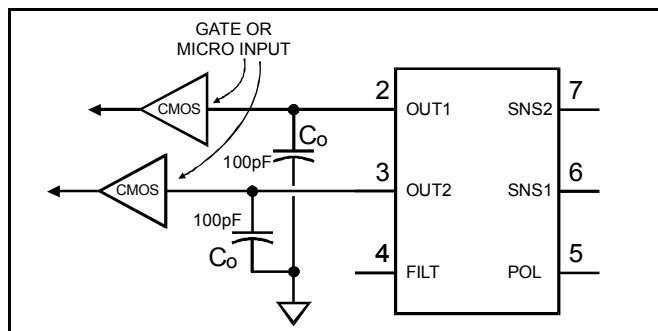 GATE OR
MICRO INPUT
CMOS
2
OUT1
SNS2
7
Co
100pF
CMOS
3
OUT2
SNS1
6
100pF
Co
4
FILT
POL
5